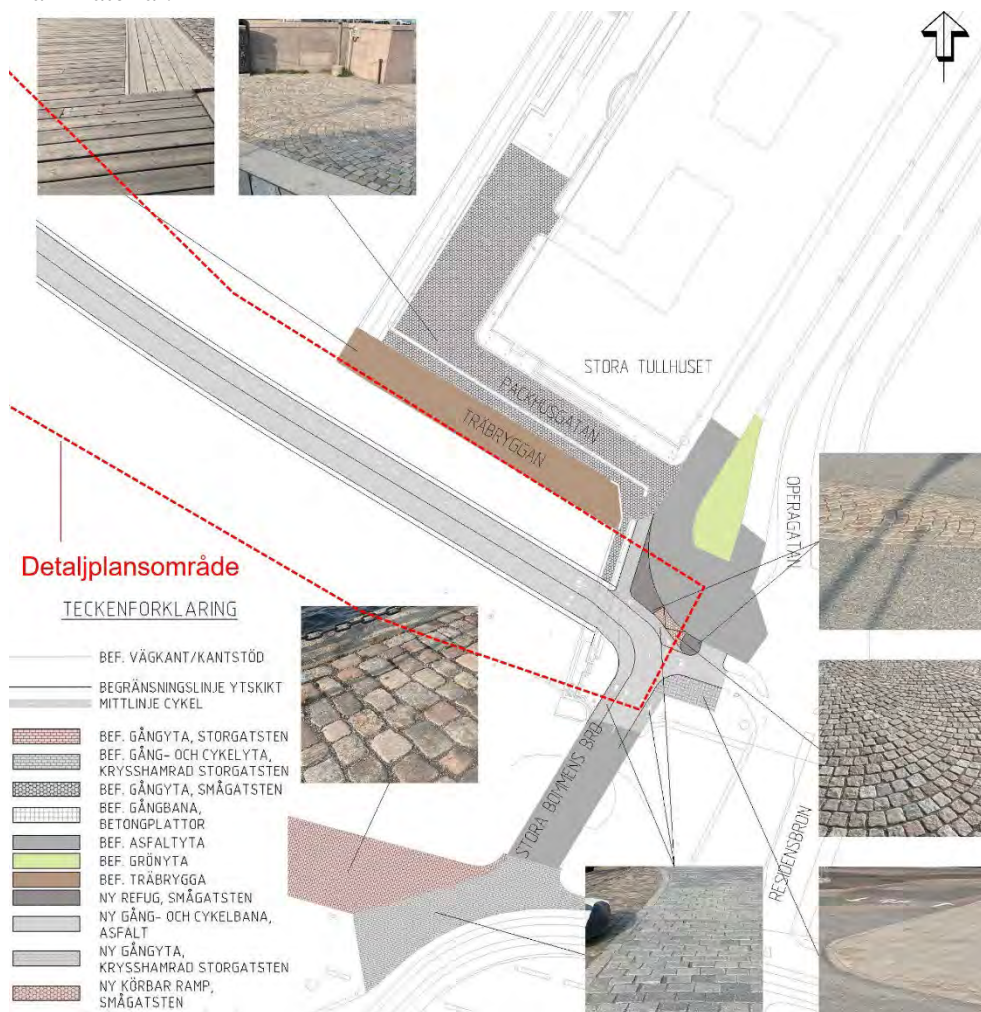 STORA TULLHUSET
PACKHUSGATAN
TRÄBRYGGAN
OPERAGATAN
Detaljplansområde
TECKENFORKLARING
BEF. VÄGKANT/KANTSTÖD
BEGRÄNSNINGSLINJE YTSKIKT
MITTLINJE CYKEL
BEF. GÅNGYTA, STORGATSTEN
BEF. GÅNG- OCH CYKELYTA,
KRYSSHAMRAD STORGATSTEN
BEF. GÅNGYTA, SMÅGATSTEN
BEF. GÅNGBANA,
BETONGPLATTOR
BEF. ASFALTYTA
BEF. GRÖNYTA
BEF. TRÄBRYGGA
NY REFUG, SMÅGATSTEN
NY GÅNG- OCH CYKELBANA,
ASFALT
NY GÅNGYTA,
KRYSSHAMRAD STORGATSTEN
NY KÖRBAR RAMP,
SMÅGATSTEN
STORA BOMMENS BRO
RESIDENSBRON